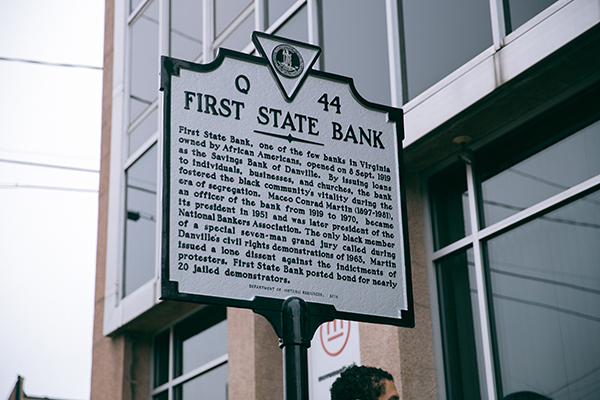 Q 44
FIRST STATE BANK
First State Bank, one of the few banks in Virginia
owned by African Americans, opened on 8 Sept. 1919
as the Savings Bank of Danville. By issuing loans
to individuals, businesses, and churches, the bank
fostered the black community's vitality during the
era of segregation. Maceo Conrad Martin (1897-1981),
an officer of the bank from 1919 to 1970, became
its president in 1951 and was later president of the
National Bankers Association. The only black member
of a special seven-man grand jury called during
Danville's civil rights demonstrations of 1963, Martin
issued a lone dissent against the indictments of
protesters. First State Bank posted bond for nearly
20 jailed demonstrators.
DEPARTMENT OF HISTORIC RESOURCES,